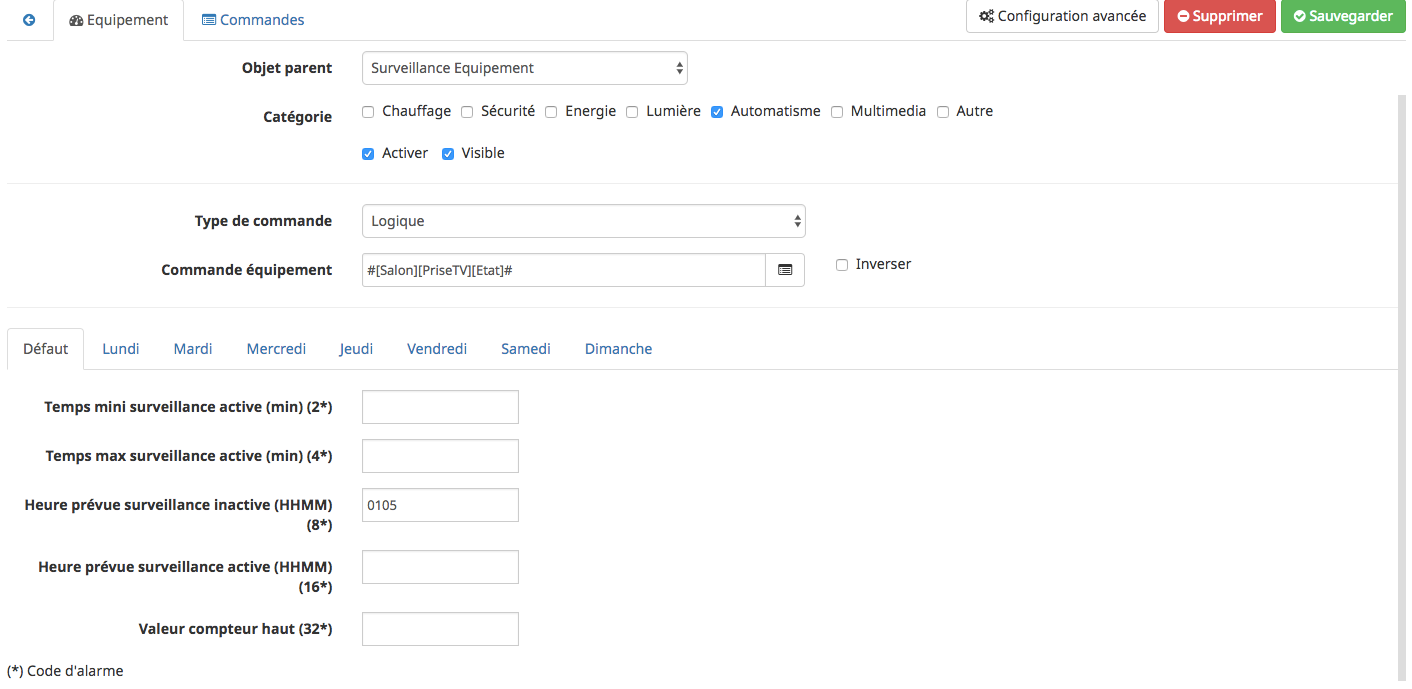 Equipement Commandes Configuration avancée Supprimer Sauvegarder
Objet parent Surveillance Equipement
Catégorie Chauffage Sécurité Energie Lumière Automatisme Multimedia Autre
Activer Visible
Type de commande Logique
Commande équipement #[Salon][PriseTV][Etat]# Inverser
Défaut Lundi Mardi Mercredi Jeudi Vendredi Samedi Dimanche
Temps mini surveillance active (min) (2*)
Temps max surveillance active (min) (4*)
Heure prévue surveillance inactive (HHMM) 0105
(8*)
Heure prévue surveillance active (HHMM)
(16*)
Valeur compteur haut (32*)
(*) Code d'alarme